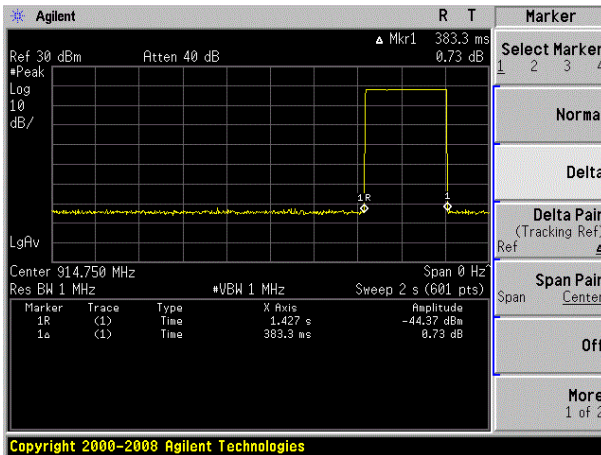 Agilent R T Marker
Δ Mkr1 383.3 ms
Ref 30 dBm Atten 40 dB 0.73 dB
Select Marker
1 2 3 4
#Peak
Log
10
dB/
Norma
Delta
1R 1
Delta Pair
(Tracking Ref)
Ref Δ
LgAv
Center 914.750 MHz Span 0 Hz^
Res BW 1 MHz #VBW 1 MHz Sweep 2 s (601 pts)
Span Pair
Span Center
Marker Trace Type X Axis Amplitude
1R (1) Time 1.427 s -44.37 dBm
1Δ (1) Time 383.3 ms 0.73 dB
Off
More
1 of 2
Copyright 2000-2008 Agilent Technologies